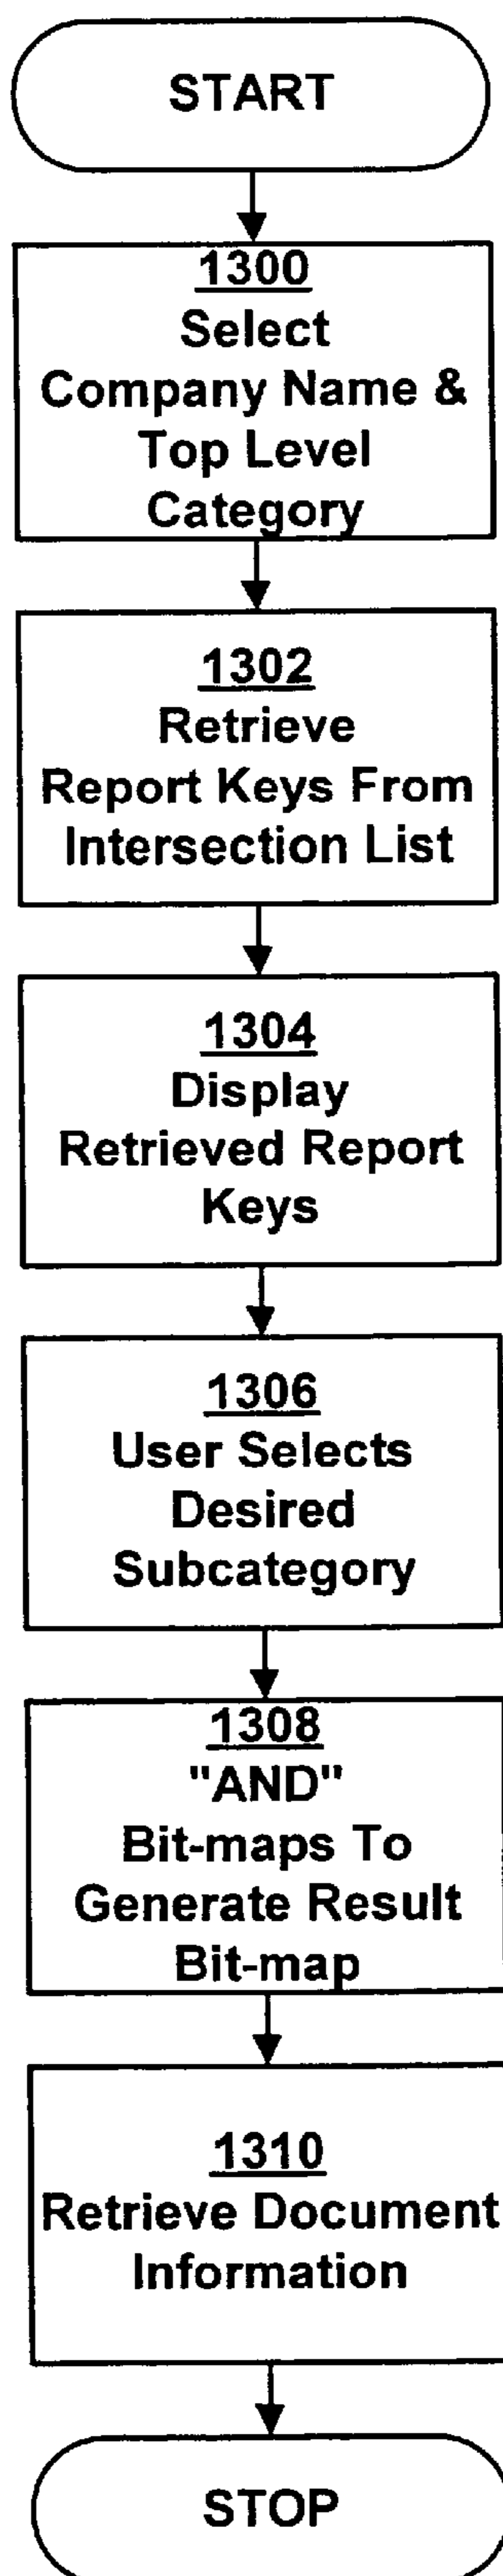 START
1300
Select
Company Name &
Top Level
Category
1302
Retrieve
Report Keys From
Intersection List
1304
Display
Retrieved Report
Keys
1306
User Selects
Desired
Subcategory
1308
"AND"
Bit-maps To
Generate Result
Bit-map
1310
Retrieve Document
Information
STOP